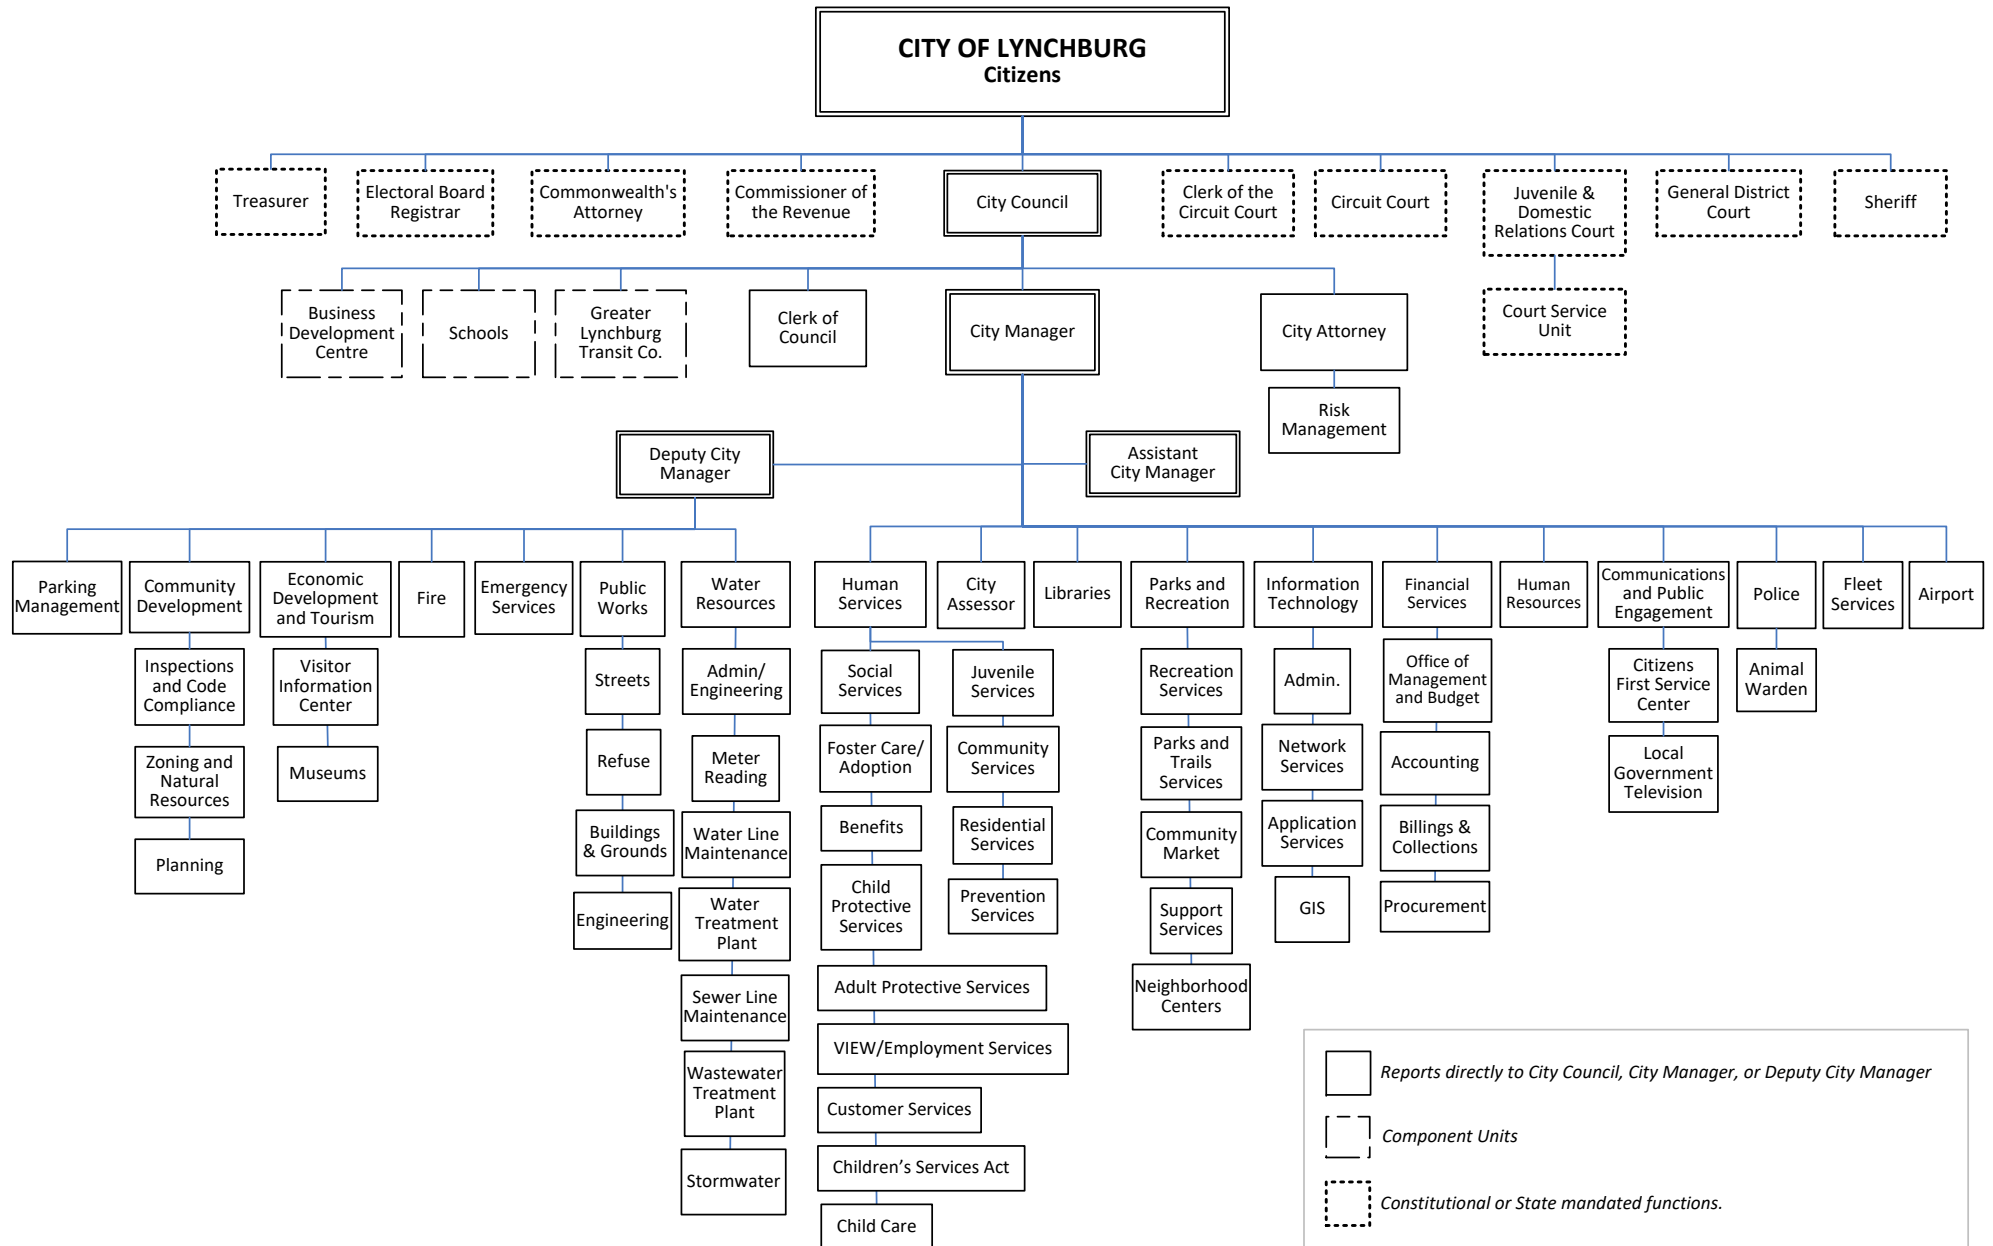 CITY OF LYNCHBURG
Citizens
Treasurer
Electoral Board
Registrar
Commonwealth's
Attorney
Commissioner of
the Revenue
City Council
Clerk of the
Circuit Court
Circuit Court
Juvenile &
Domestic
Relations Court
General District
Court
Sheriff
Business
Development
Centre
Schools
Greater
Lynchburg
Transit Co.
Clerk of
Council
City Manager
City Attorney
Court Service
Unit
Risk
Management
Deputy City
Manager
Assistant
City Manager
Parking
Management
Community
Development
Economic
Development
and Tourism
Fire
Emergency
Services
Public
Works
Water
Resources
Human
Services
City
Assessor
Libraries
Parks and
Recreation
Information
Technology
Financial
Services
Human
Resources
Communications
and Public
Engagement
Police
Fleet
Services
Airport
Inspections
and Code
Compliance
Zoning and
Natural
Resources
Planning
Visitor
Information
Center
Museums
Streets
Refuse
Buildings
& Grounds
Engineering
Admin/
Engineering
Meter
Reading
Water Line
Maintenance
Water
Treatment
Plant
Sewer Line
Maintenance
Wastewater
Treatment
Plant
Stormwater
Social
Services
Foster Care/
Adoption
Benefits
Child
Protective
Services
Adult Protective Services
VIEW/Employment Services
Customer Services
Children’s Services Act
Child Care
Juvenile
Services
Community
Services
Residential
Services
Prevention
Services
Recreation
Services
Parks and
Trails
Services
Community
Market
Support
Services
Neighborhood
Centers
Admin.
Network
Services
Application
Services
GIS
Office of
Management
and Budget
Accounting
Billings &
Collections
Procurement
Citizens
First Service
Center
Local
Government
Television
Animal
Warden
Reports directly to City Council, City Manager, or Deputy City Manager
Component Units
Constitutional or State mandated functions.